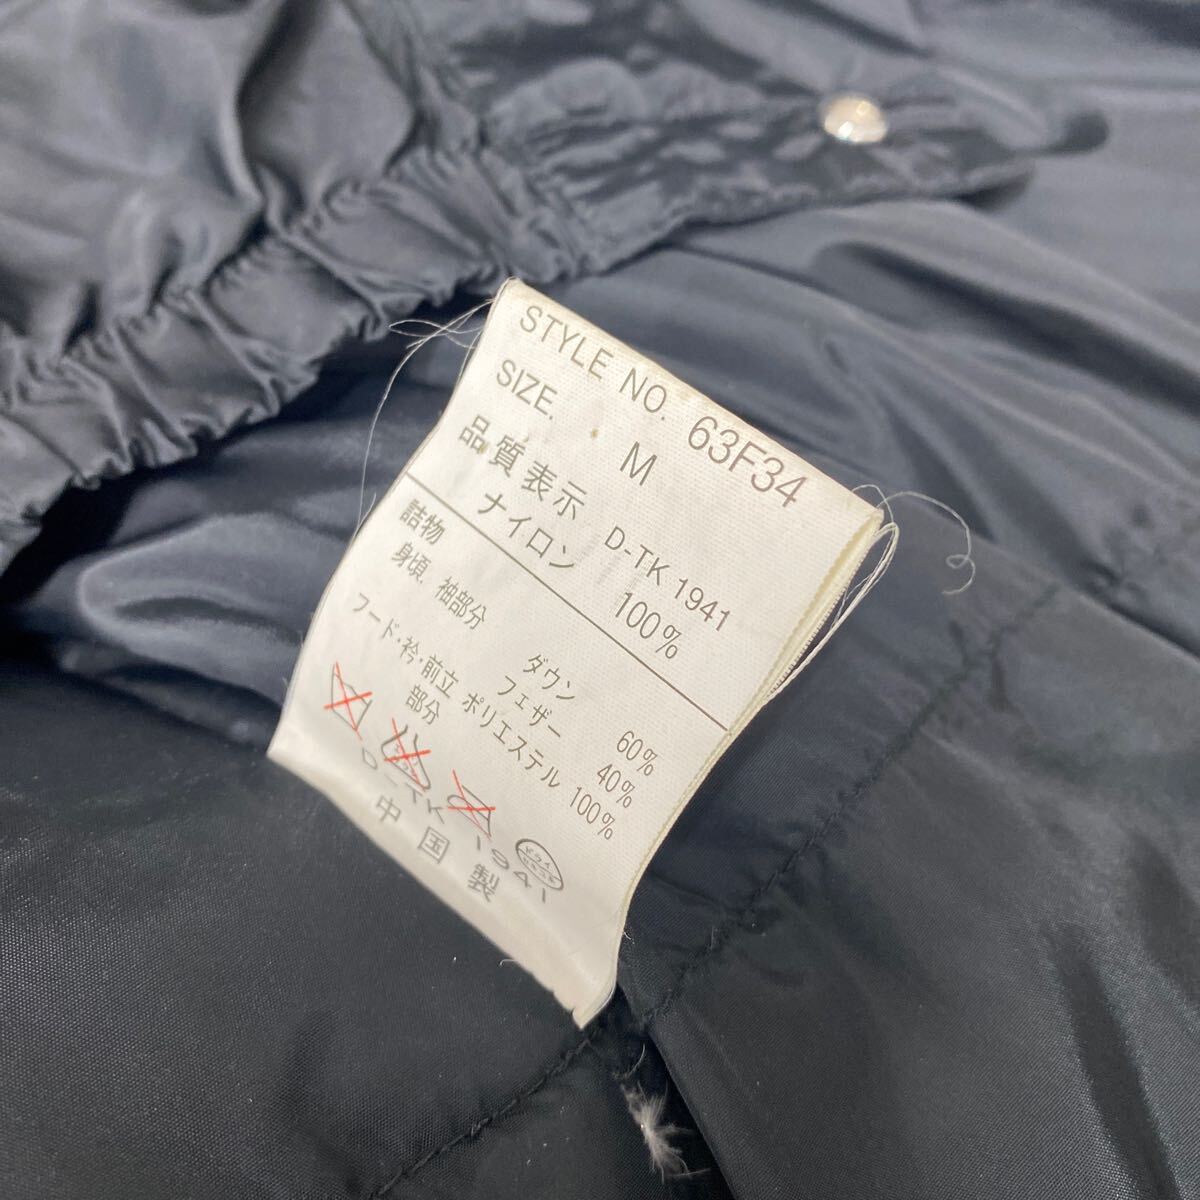 STYLE NO. 63F34
SIZE. M
品質表示 D-TK 1941
ナイロン 100%
詰物
身頃、袖部分 ダウン 60%
フェザー 40%
フード・衿・前立 ポリエステル 100%
部分
D-TK 1941
中国製